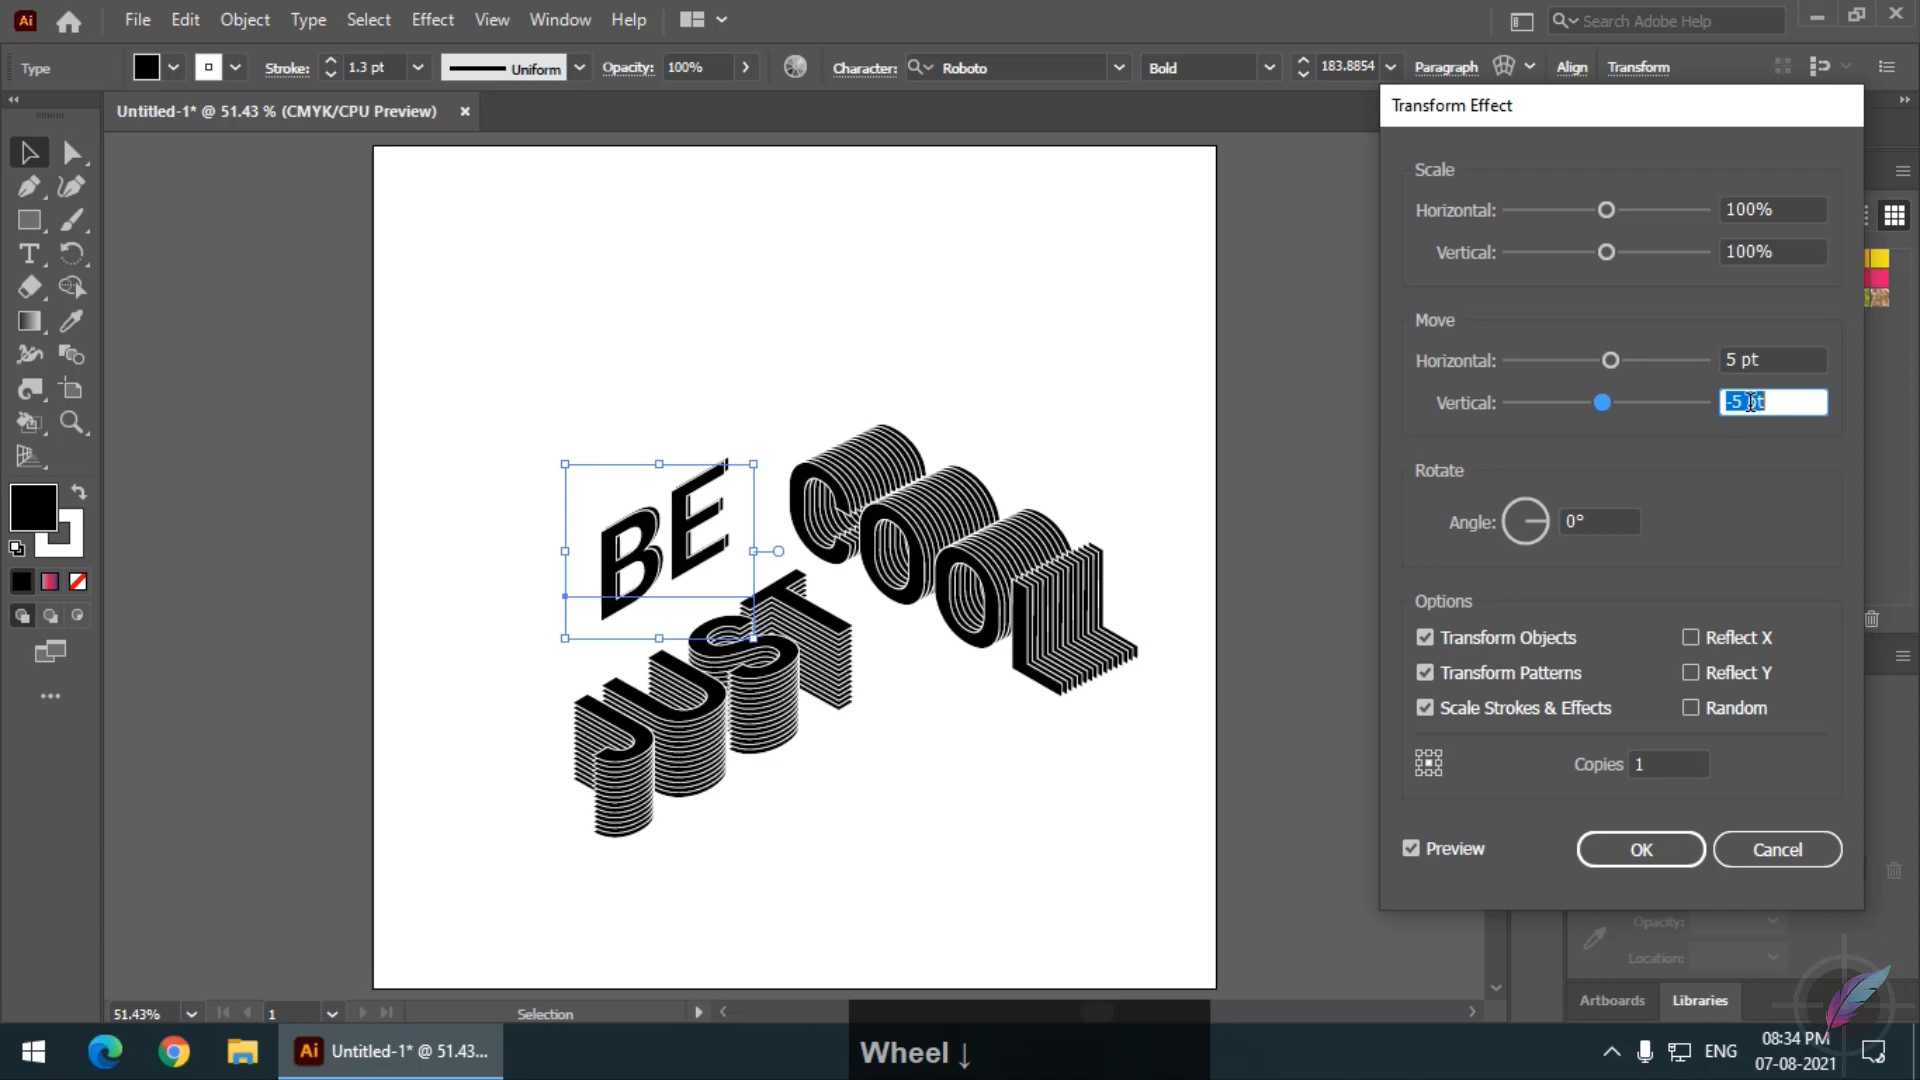 Ai File Edit Object Type Select Effect View Window Help Search Adobe Help
Type Stroke: 1.3 pt Uniform Opacity: 100% Character: Roboto Bold 183.8854 Paragraph Align Transform
Untitled-1* @ 51.43 % (CMYK/CPU Preview)
Transform Effect
Scale
Horizontal: 100%
Vertical: 100%
Move
Horizontal: 5 pt
Vertical: -5 pt
Rotate
Angle: 0°
Options
Transform Objects Reflect X
Transform Patterns Reflect Y
Scale Strokes & Effects Random
Copies 1
Preview OK Cancel
BE
COOL
JUST
Opacity:
Location:
Artboards Libraries
51.43% 1 Selection
Wheel ↓
Ai Untitled-1* @ 51.43...
ENG
08:34 PM
07-08-2021